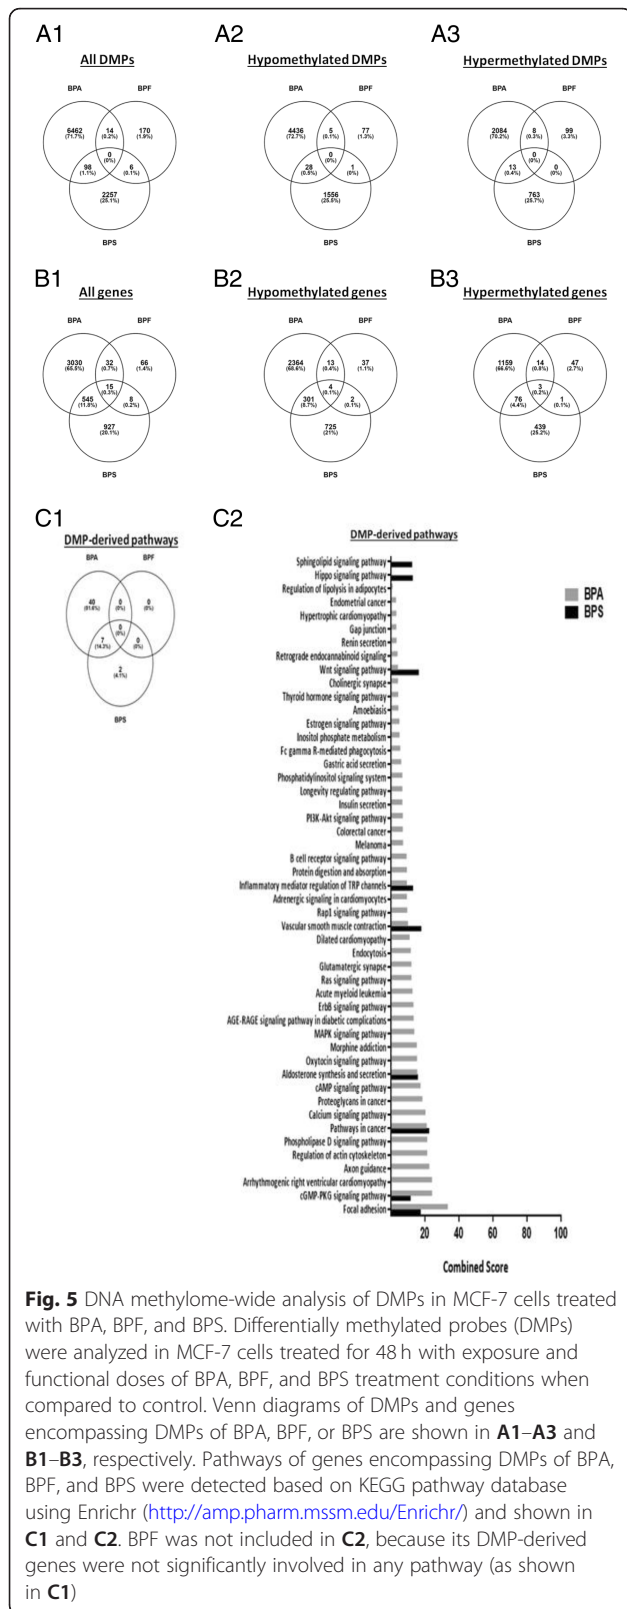 A1
A2
A3
All DMPs
Hypomethylated DMPs
Hypermethylated DMPs
BPA
BPF
6462
(71.7%)
14
(0.2%)
170
(1.9%)
0
(0%)
98
(1.1%)
6
(0.1%)
2257
(25.1%)
BPS
BPA
BPF
4436
(72.7%)
5
(0.1%)
77
(1.3%)
0
(0%)
28
(0.5%)
1
(0%)
1556
(25.5%)
BPS
BPA
BPF
2084
(70.2%)
8
(0.3%)
99
(3.3%)
0
(0%)
13
(0.4%)
0
(0%)
763
(25.7%)
BPS
B1
B2
B3
All genes
Hypomethylated genes
Hypermethylated genes
BPA
BPF
3030
(65.5%)
32
(0.7%)
66
(1.4%)
15
(0.3%)
545
(11.8%)
8
(0.2%)
927
(20.1%)
BPS
BPA
BPF
2364
(68.6%)
13
(0.4%)
37
(1.1%)
4
(0.1%)
301
(8.7%)
2
(0.1%)
725
(21%)
BPS
BPA
BPF
1159
(66.6%)
14
(0.8%)
47
(2.7%)
3
(0.2%)
76
(4.4%)
1
(0.1%)
439
(25.2%)
BPS
C1
DMP-derived pathways
BPA
BPF
40
(81.6%)
0
(0%)
0
(0%)
0
(0%)
7
(14.3%)
0
(0%)
2
(4.1%)
BPS
C2
DMP-derived pathways
Sphingolipid signaling pathway
Hippo signaling pathway
Regulation of lipolysis in adipocytes
Endometrial cancer
Hypertrophic cardiomyopathy
Gap junction
Renin secretion
Retrograde endocannabinoid signaling
Wnt signaling pathway
Cholinergic synapse
Thyroid hormone signaling pathway
Amoebiasis
Estrogen signaling pathway
Inositol phosphate metabolism
Fc gamma R-mediated phagocytosis
Gastric acid secretion
Phosphatidylinositol signaling system
Longevity regulating pathway
Insulin secretion
PI3K-Akt signaling pathway
Colorectal cancer
Melanoma
B cell receptor signaling pathway
Protein digestion and absorption
Inflammatory mediator regulation of TRP channels
Adrenergic signaling in cardiomyocytes
Rap1 signaling pathway
Vascular smooth muscle contraction
Dilated cardiomyopathy
Endocytosis
Glutamatergic synapse
Ras signaling pathway
Acute myeloid leukemia
ErbB signaling pathway
AGE-RAGE signaling pathway in diabetic complications
MAPK signaling pathway
Morphine addiction
Oxytocin signaling pathway
Aldosterone synthesis and secretion
cAMP signaling pathway
Proteoglycans in cancer
Calcium signaling pathway
Pathways in cancer
Phospholipase D signaling pathway
Regulation of actin cytoskeleton
Axon guidance
Arrhythmogenic right ventricular cardiomyopathy
cGMP-PKG signaling pathway
Focal adhesion
BPA
BPS
20 40 60 80 100
Combined Score
Fig. 5 DNA methylome-wide analysis of DMPs in MCF-7 cells treated
with BPA, BPF, and BPS. Differentially methylated probes (DMPs)
were analyzed in MCF-7 cells treated for 48 h with exposure and
functional doses of BPA, BPF, and BPS treatment conditions when
compared to control. Venn diagrams of DMPs and genes
encompassing DMPs of BPA, BPF, or BPS are shown in A1–A3 and
B1–B3, respectively. Pathways of genes encompassing DMPs of BPA,
BPF, and BPS were detected based on KEGG pathway database
using Enrichr (http://amp.pharm.mssm.edu/Enrichr/) and shown in
C1 and C2. BPF was not included in C2, because its DMP-derived
genes were not significantly involved in any pathway (as shown
in C1)